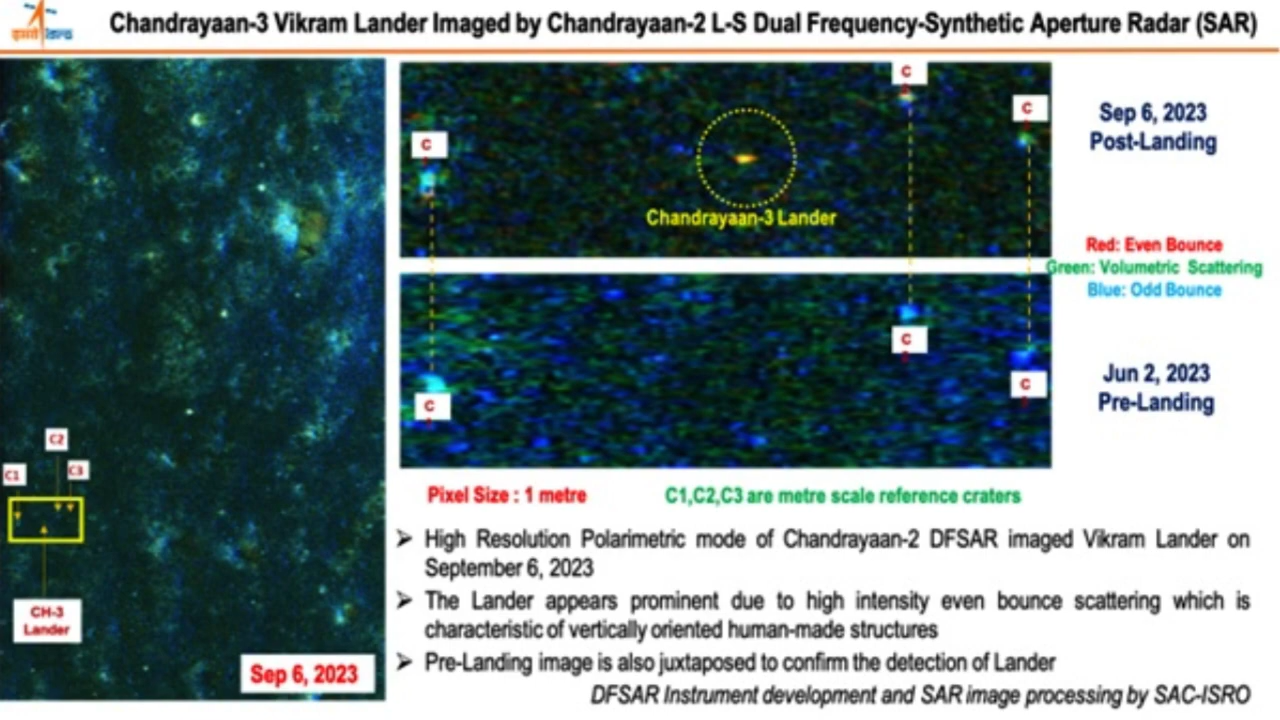 इसरो isro
Chandrayaan-3 Vikram Lander Imaged by Chandrayaan-2 L-S Dual Frequency-Synthetic Aperture Radar (SAR)
C2
C1
C3
CH-3
Lander
Sep 6, 2023
C
C
C
Chandrayaan-3 Lander
Sep 6, 2023
Post-Landing
Red: Even Bounce
Green: Volumetric Scattering
Blue: Odd Bounce
C
C
C
Jun 2, 2023
Pre-Landing
Pixel Size : 1 metre
C1,C2,C3 are metre scale reference craters
➤ High Resolution Polarimetric mode of Chandrayaan-2 DFSAR imaged Vikram Lander on
September 6, 2023
➤ The Lander appears prominent due to high intensity even bounce scattering which is
characteristic of vertically oriented human-made structures
➤ Pre-Landing image is also juxtaposed to confirm the detection of Lander
DFSAR Instrument development and SAR image processing by SAC-ISRO